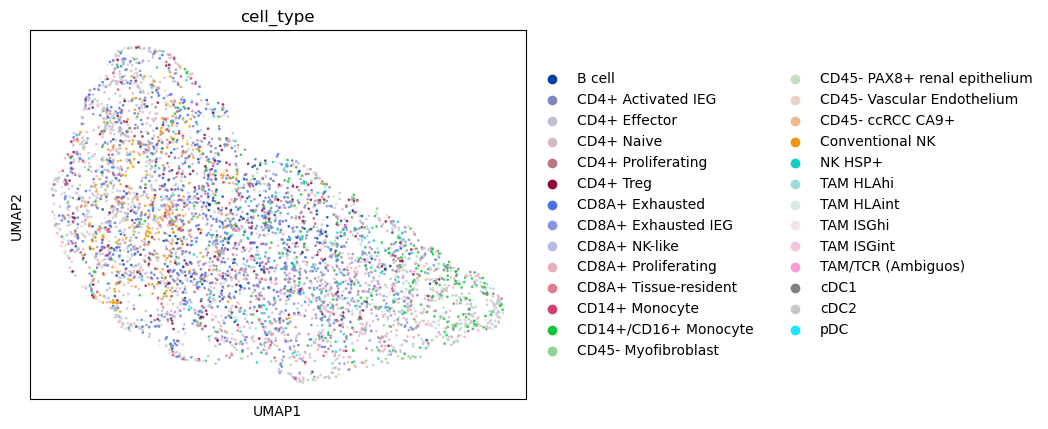 cell_type
UMAP2
UMAP1
B cell
CD4+ Activated IEG
CD4+ Effector
CD4+ Naive
CD4+ Proliferating
CD4+ Treg
CD8A+ Exhausted
CD8A+ Exhausted IEG
CD8A+ NK-like
CD8A+ Proliferating
CD8A+ Tissue-resident
CD14+ Monocyte
CD14+/CD16+ Monocyte
CD45- Myofibroblast
CD45- PAX8+ renal epithelium
CD45- Vascular Endothelium
CD45- ccRCC CA9+
Conventional NK
NK HSP+
TAM HLAhi
TAM HLAint
TAM ISGhi
TAM ISGint
TAM/TCR (Ambiguos)
cDC1
cDC2
pDC